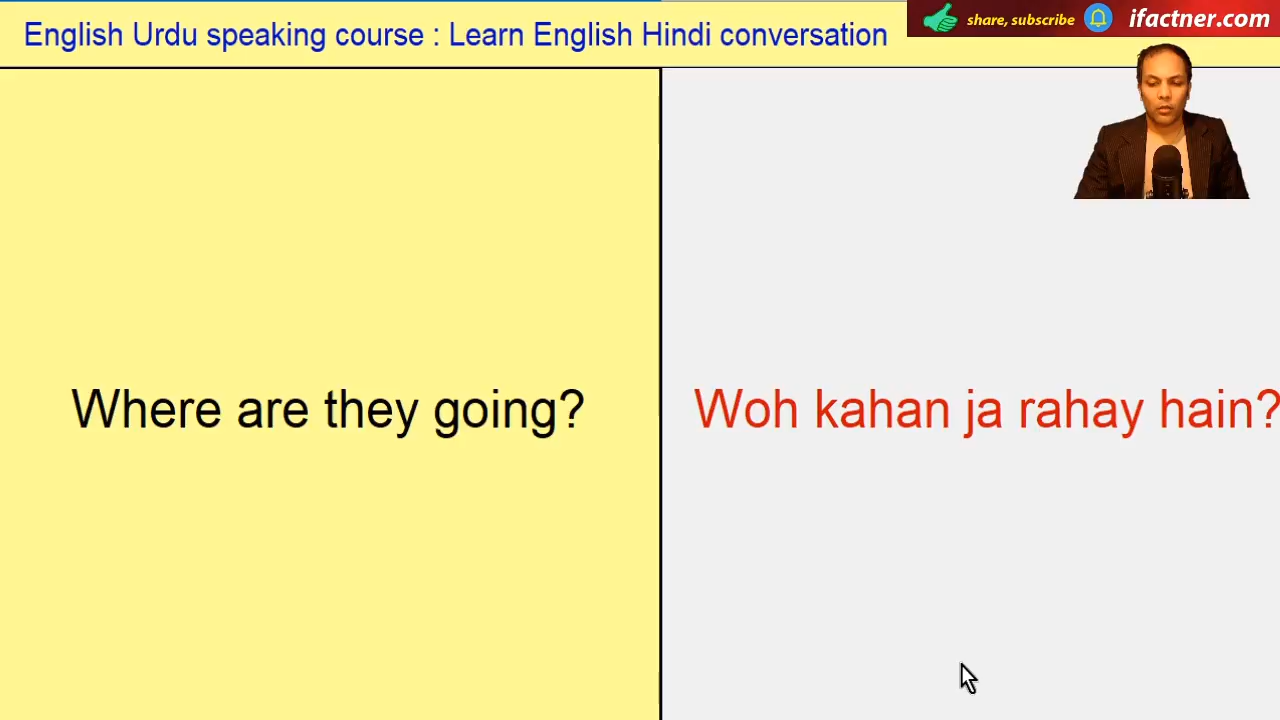 English Urdu speaking course : Learn English Hindi conversation
share, subscribe
ifactner.com
Where are they going?
Woh kahan ja rahay hain?